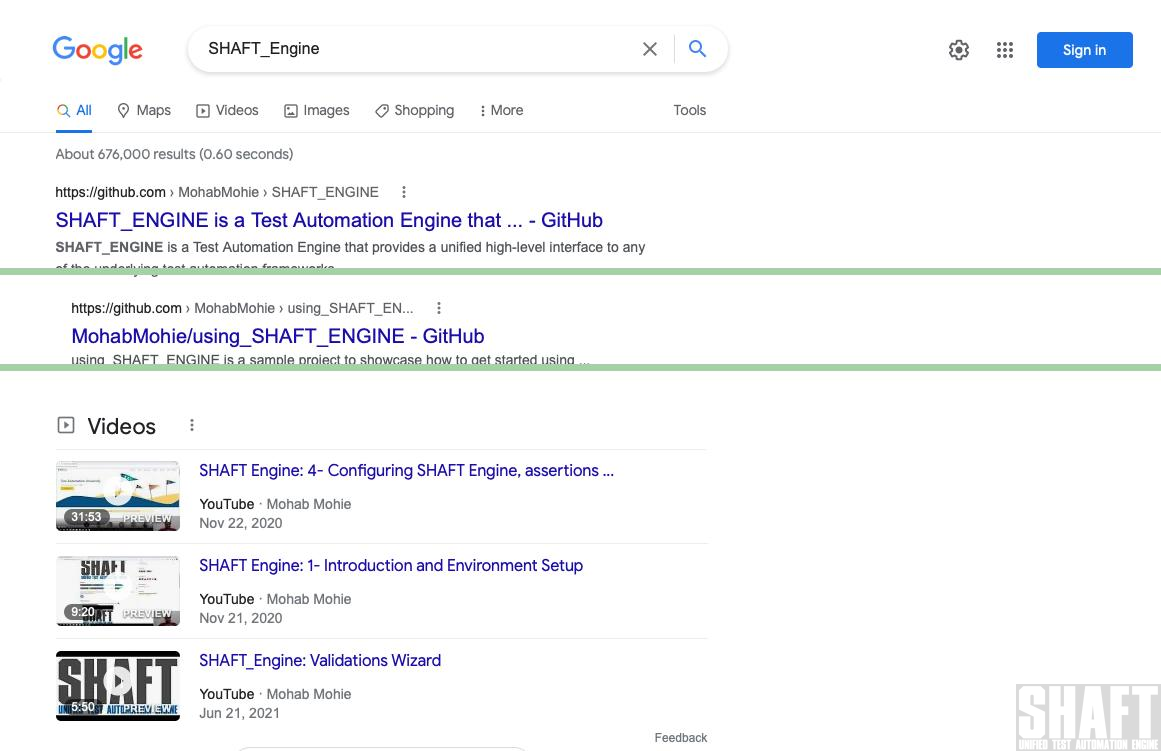 Google
SHAFT_Engine
Sign in
All Maps Videos Images Shopping More Tools
About 676,000 results (0.60 seconds)
https://github.com › MohabMohie › SHAFT_ENGINE
SHAFT_ENGINE is a Test Automation Engine that ... - GitHub
SHAFT_ENGINE is a Test Automation Engine that provides a unified high-level interface to any
of the underlying test automation frameworks.
https://github.com › MohabMohie › using_SHAFT_EN...
MohabMohie/using_SHAFT_ENGINE - GitHub
using_SHAFT_ENGINE is a sample project to showcase how to get started using ...
Videos
SHAFT Engine: 4- Configuring SHAFT Engine, assertions ...
YouTube · Mohab Mohie
Nov 22, 2020
31:53 PREVIEW
SHAFT Engine: 1- Introduction and Environment Setup
YouTube · Mohab Mohie
Nov 21, 2020
SHAFT
9:20 PREVIEW
SHAFT_Engine: Validations Wizard
YouTube · Mohab Mohie
Jun 21, 2021
SHAFT
5:50 PREVIEW
Feedback
SHAFT
UNIFIED TEST AUTOMATION ENGINE